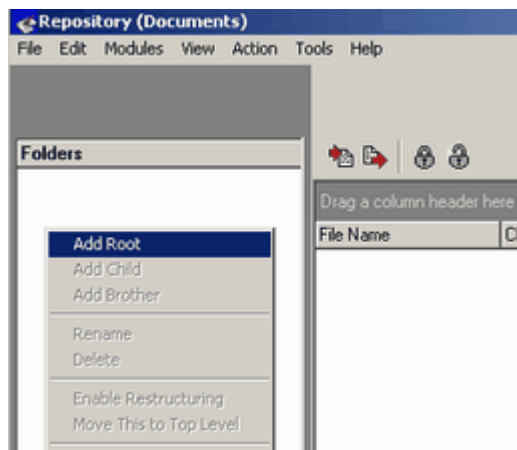 Repository (Documents)
File Edit Modules View Action Tools Help
Folders
Drag a column header here
File Name
Add Root
Add Child
Add Brother
Rename
Delete
Enable Restructuring
Move This to Top Level